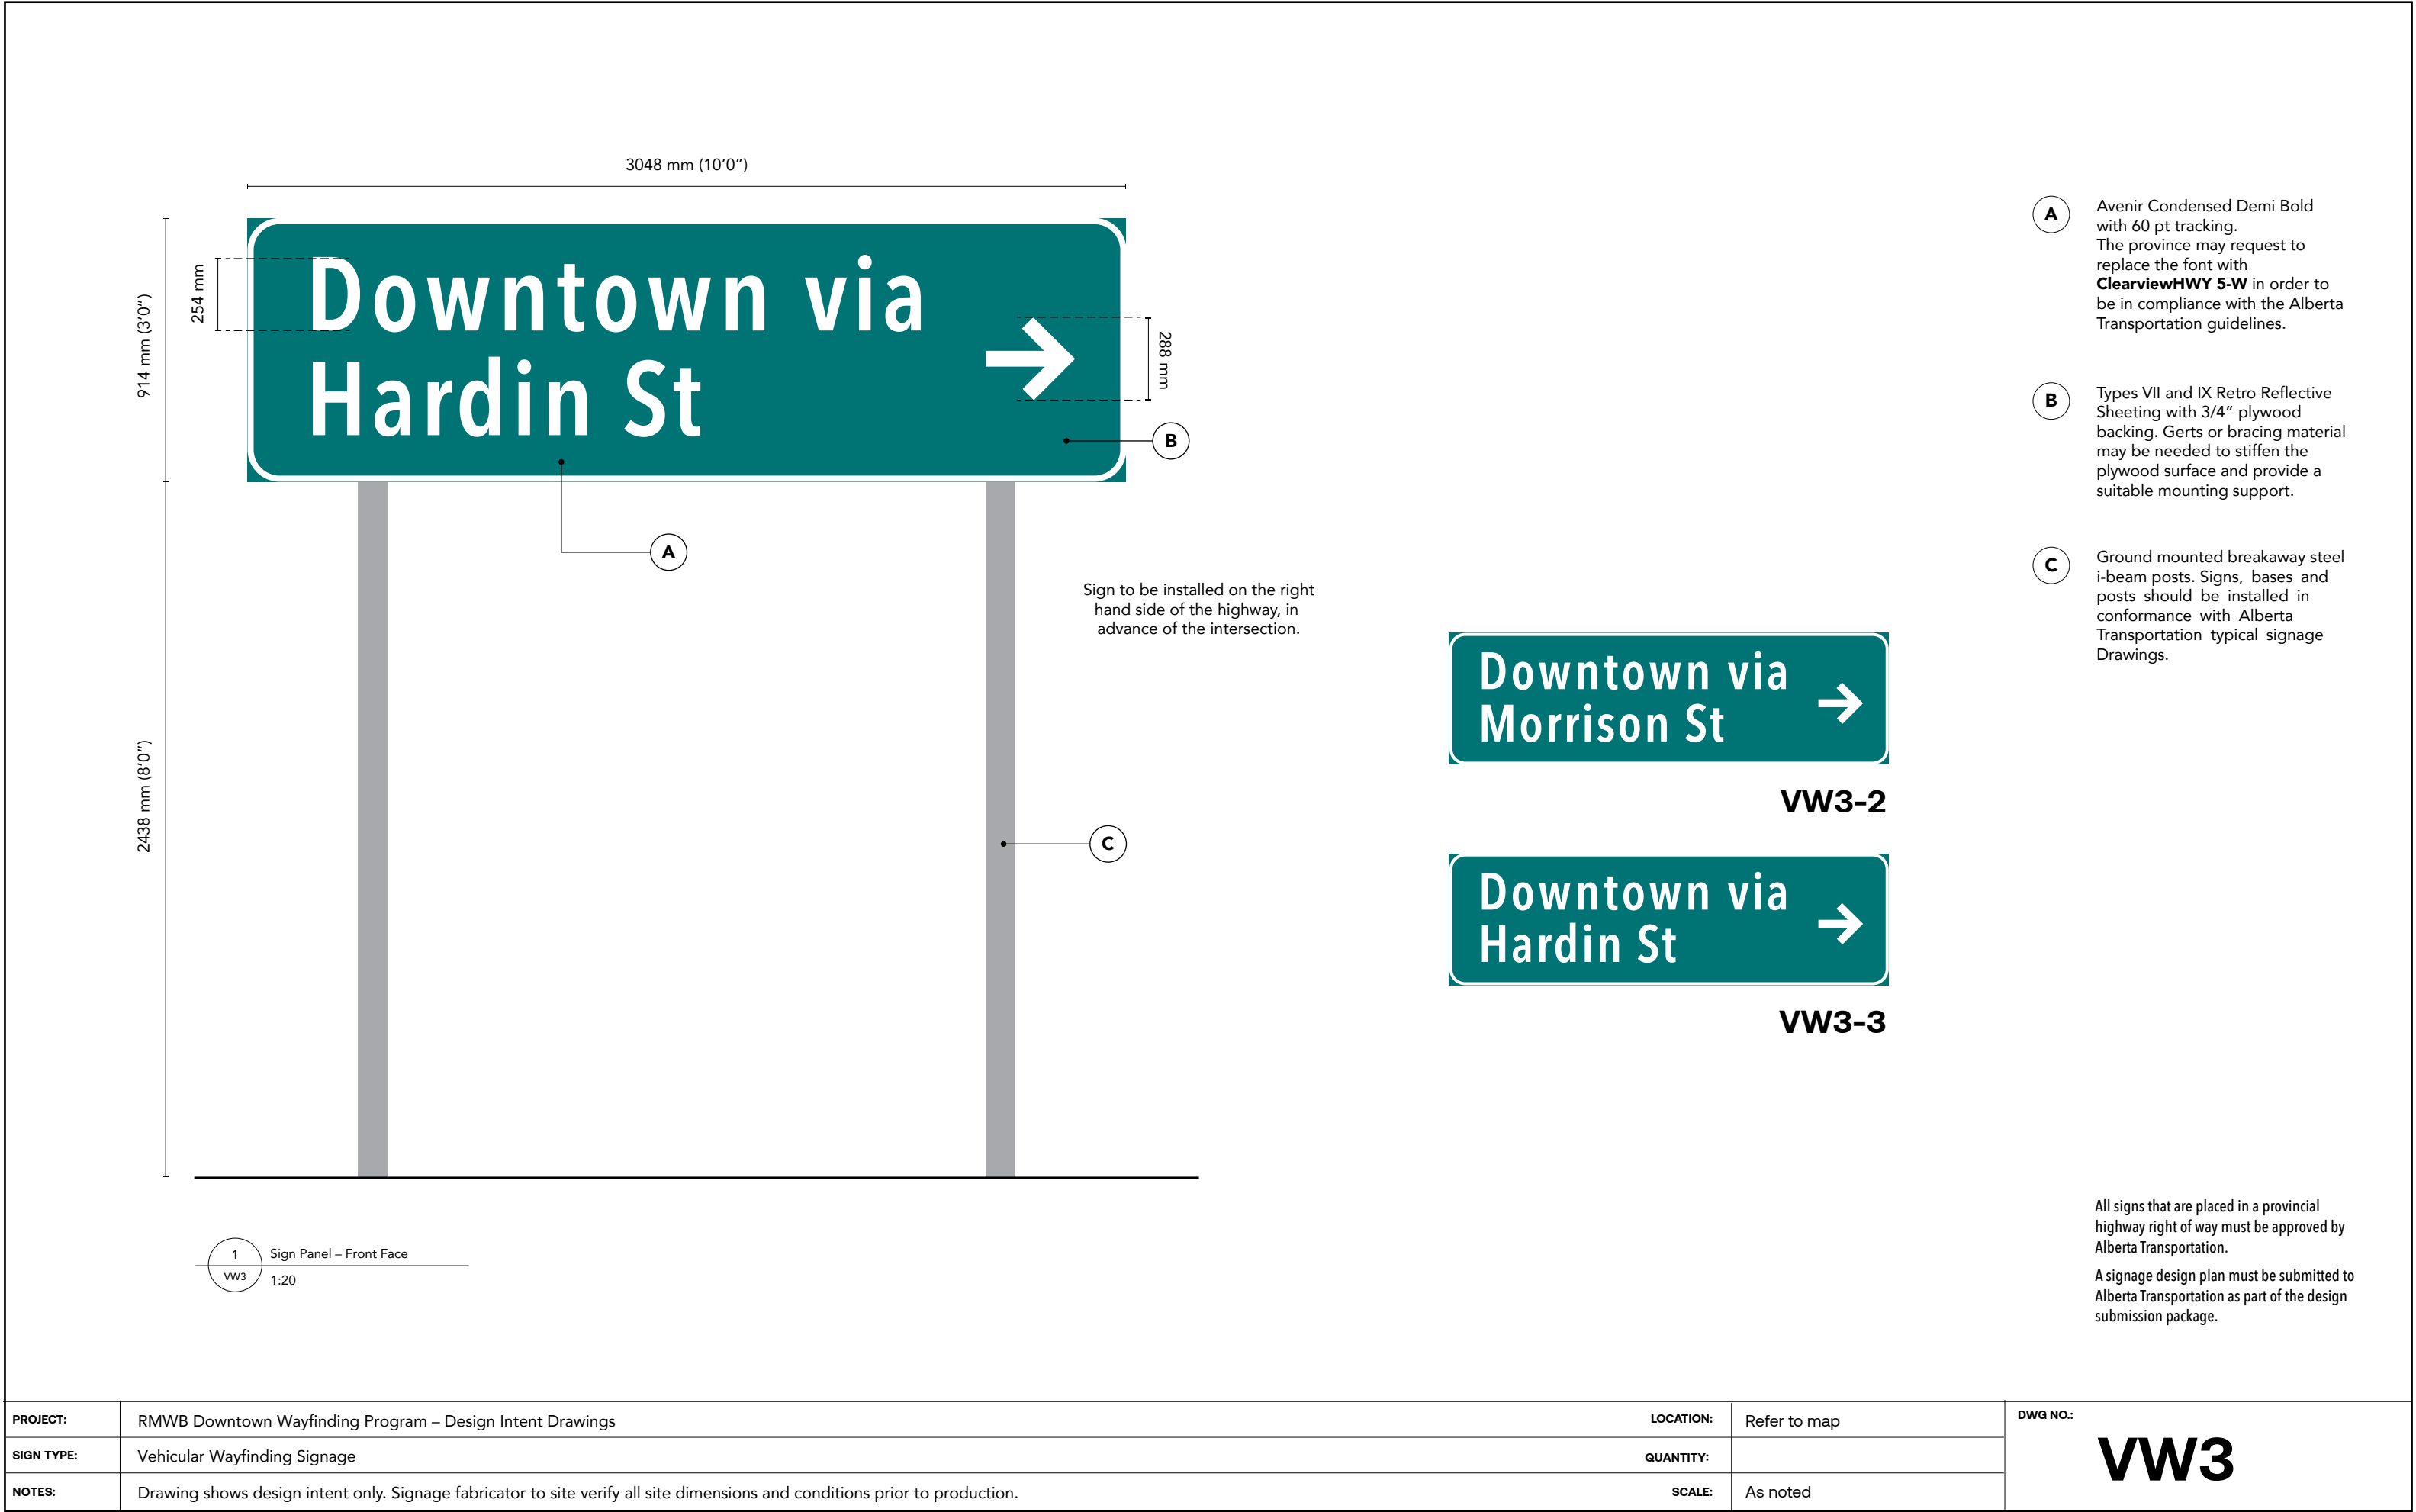 3048 mm (10’0”)
914 mm (3’0”)
254 mm
Downtown via
Hardin St
288 mm
B
A
Sign to be installed on the right
hand side of the highway, in
advance of the intersection.
2438 mm (8’0”)
C
1
VW3
Sign Panel – Front Face
1:20
Downtown via
Morrison St
VW3-2
Downtown via
Hardin St
VW3-3
A
Avenir Condensed Demi Bold
with 60 pt tracking.
The province may request to
replace the font with
ClearviewHWY 5-W in order to
be in compliance with the Alberta
Transportation guidelines.
B
Types VII and IX Retro Reflective
Sheeting with 3/4” plywood
backing. Gerts or bracing material
may be needed to stiffen the
plywood surface and provide a
suitable mounting support.
C
Ground mounted breakaway steel
i-beam posts. Signs, bases and
posts should be installed in
conformance with Alberta
Transportation typical signage
Drawings.
All signs that are placed in a provincial
highway right of way must be approved by
Alberta Transportation.
A signage design plan must be submitted to
Alberta Transportation as part of the design
submission package.
PROJECT: RMWB Downtown Wayfinding Program – Design Intent Drawings
SIGN TYPE: Vehicular Wayfinding Signage
NOTES: Drawing shows design intent only. Signage fabricator to site verify all site dimensions and conditions prior to production.
LOCATION: Refer to map
QUANTITY:
SCALE: As noted
DWG NO.:
VW3